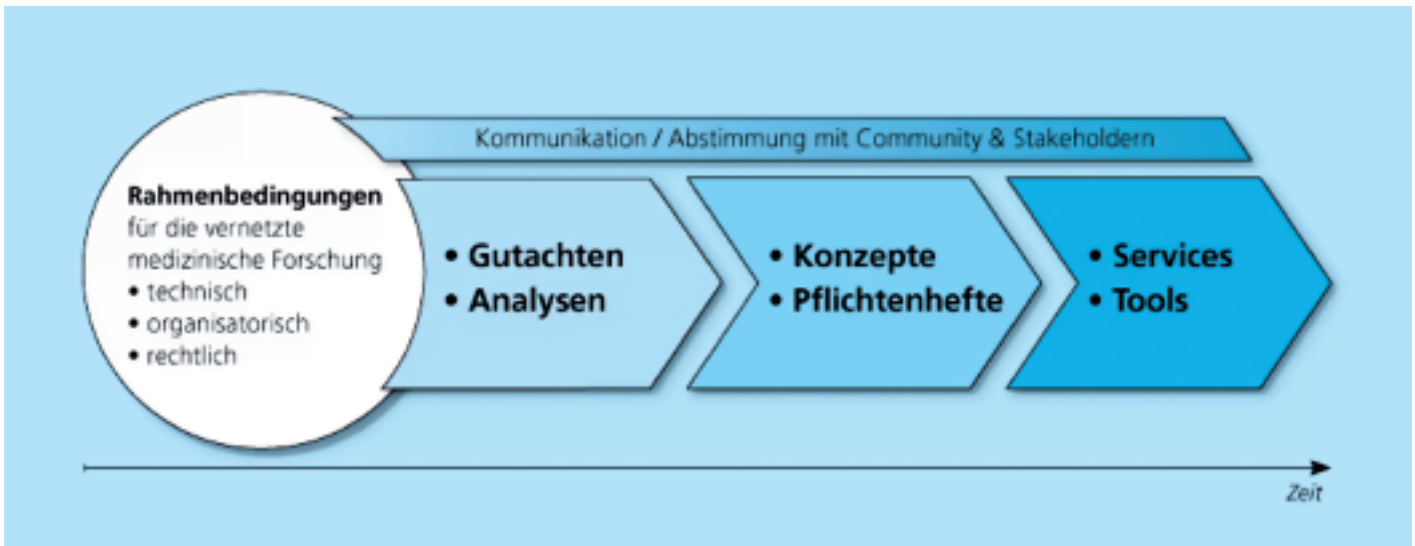 Kommunikation / Abstimmung mit Community & Stakeholdern
Rahmenbedingungen
für die vernetzte
medizinische Forschung
• technisch
• organisatorisch
• rechtlich
• Gutachten
• Analysen
• Konzepte
• Pflichtenhefte
• Services
• Tools
Zeit